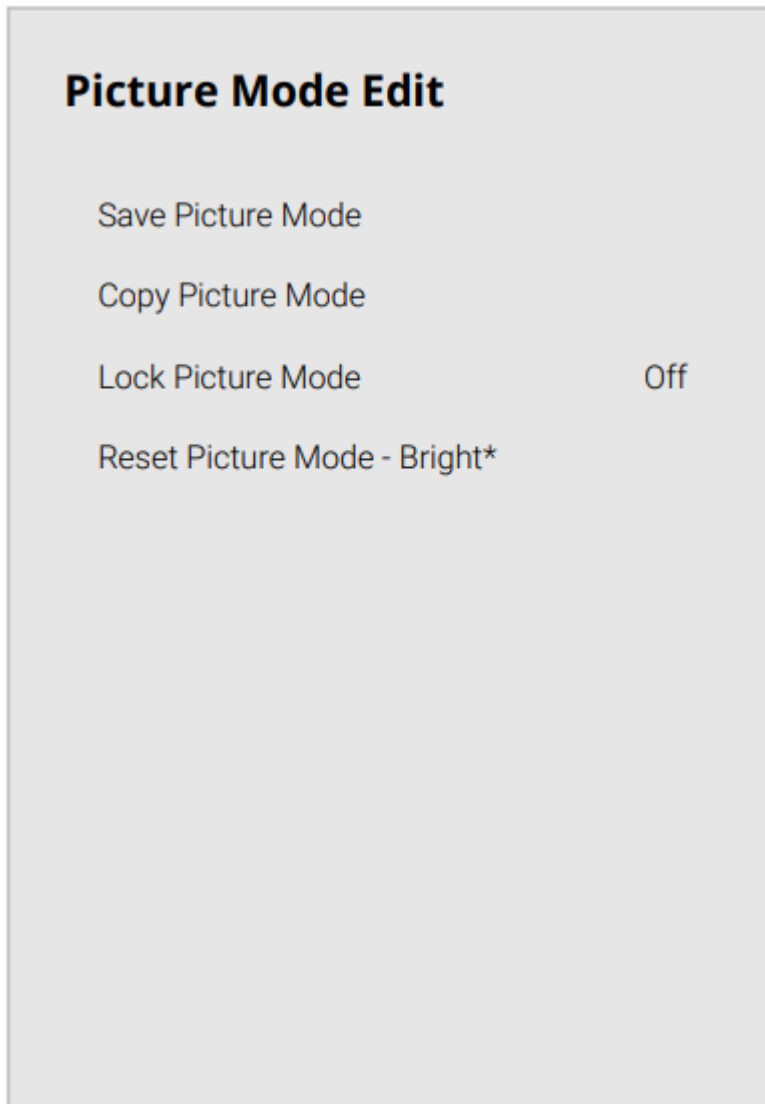 Picture Mode Edit
Save Picture Mode
Copy Picture Mode
Lock Picture Mode Off
Reset Picture Mode - Bright*